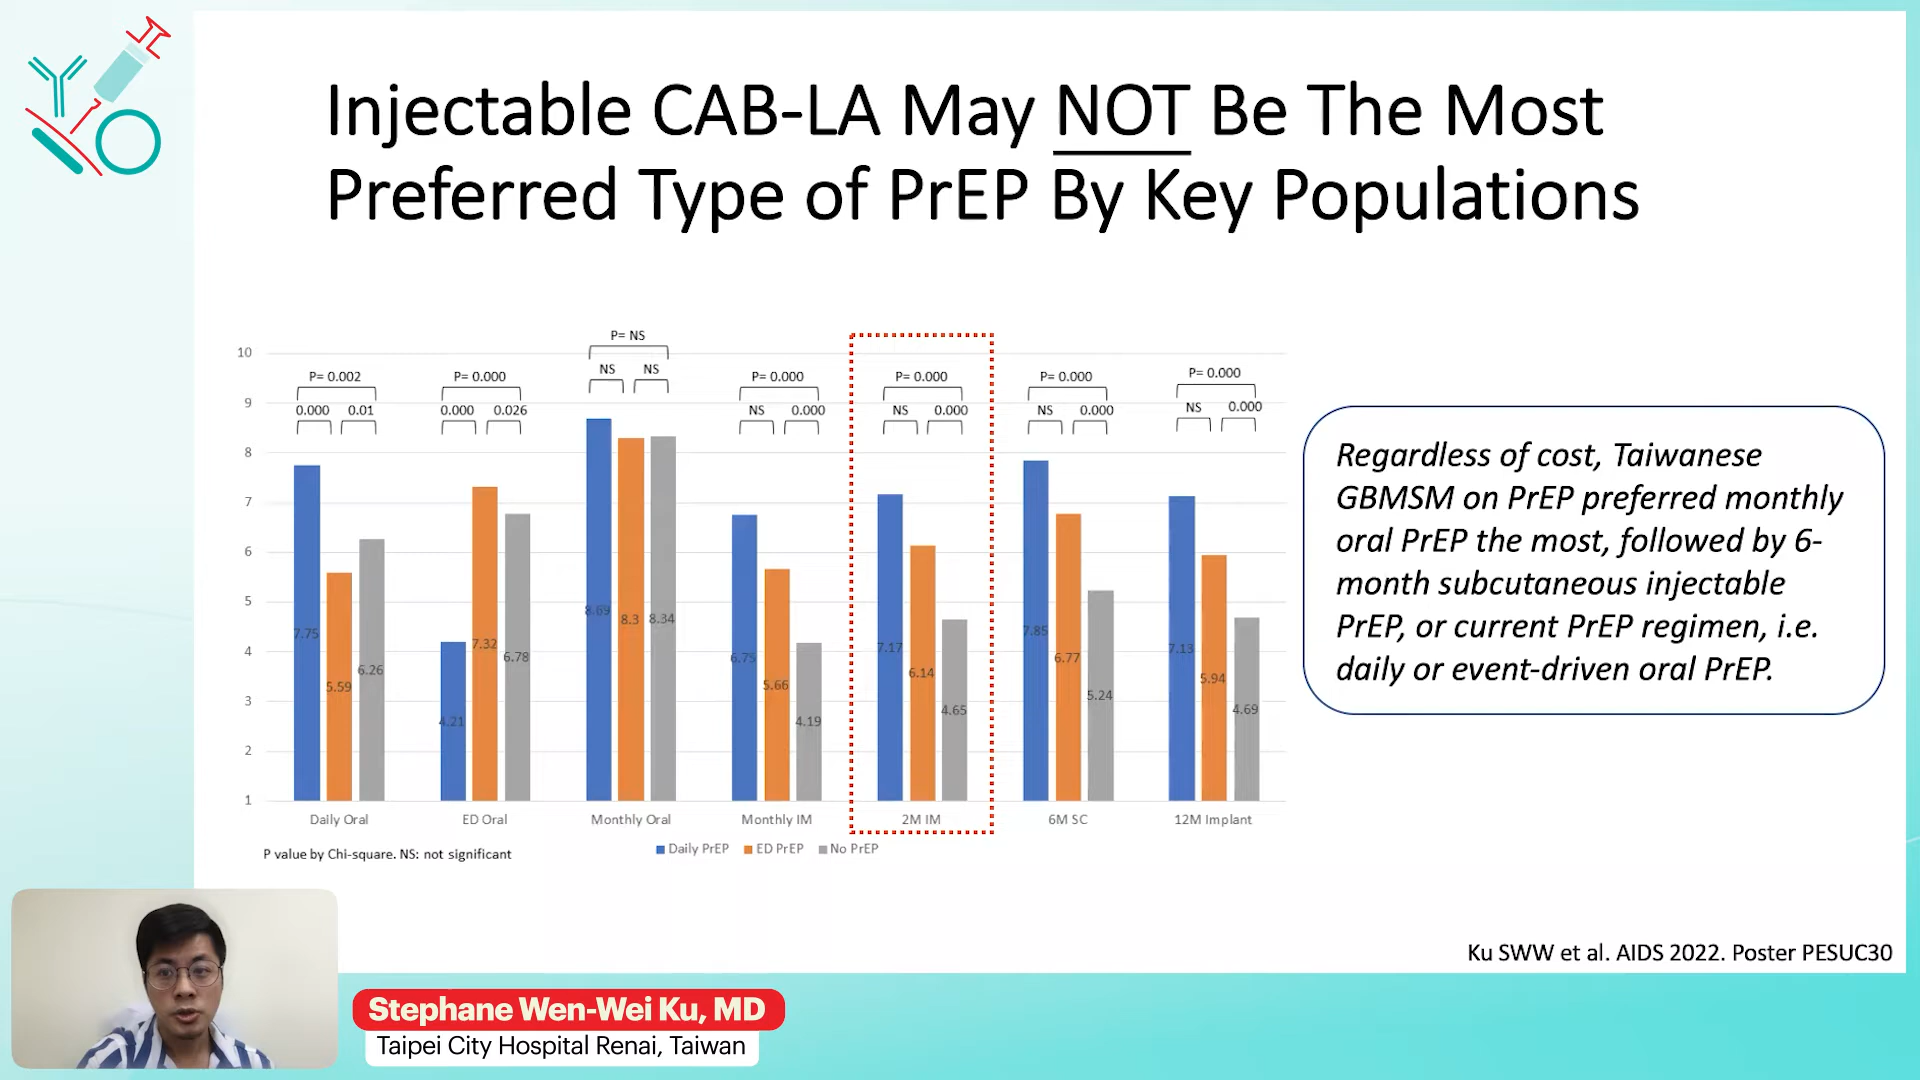 Injectable CAB-LA May NOT Be The Most
Preferred Type of PrEP By Key Populations
10
9
8
7
6
5
4
3
2
1
P= 0.002
0.000 0.01
P= 0.000
0.000 0.026
P= NS
NS NS
P= 0.000
NS 0.000
P= 0.000
NS 0.000
P= 0.000
NS 0.000
P= 0.000
NS 0.000
7.75
5.59
6.26
4.21
7.32
6.78
8.69
8.3
8.34
6.75
5.66
4.19
7.17
6.14
4.65
7.85
6.77
5.24
7.13
5.94
4.69
Daily Oral
ED Oral
Monthly Oral
Monthly IM
2M IM
6M SC
12M Implant
Daily PrEP ED PrEP No PrEP
P value by Chi-square. NS: not significant
Regardless of cost, Taiwanese
GBMSM on PrEP preferred monthly
oral PrEP the most, followed by 6-
month subcutaneous injectable
PrEP, or current PrEP regimen, i.e.
daily or event-driven oral PrEP.
Ku SWW et al. AIDS 2022. Poster PESUC30
Stephane Wen-Wei Ku, MD
Taipei City Hospital Renai, Taiwan